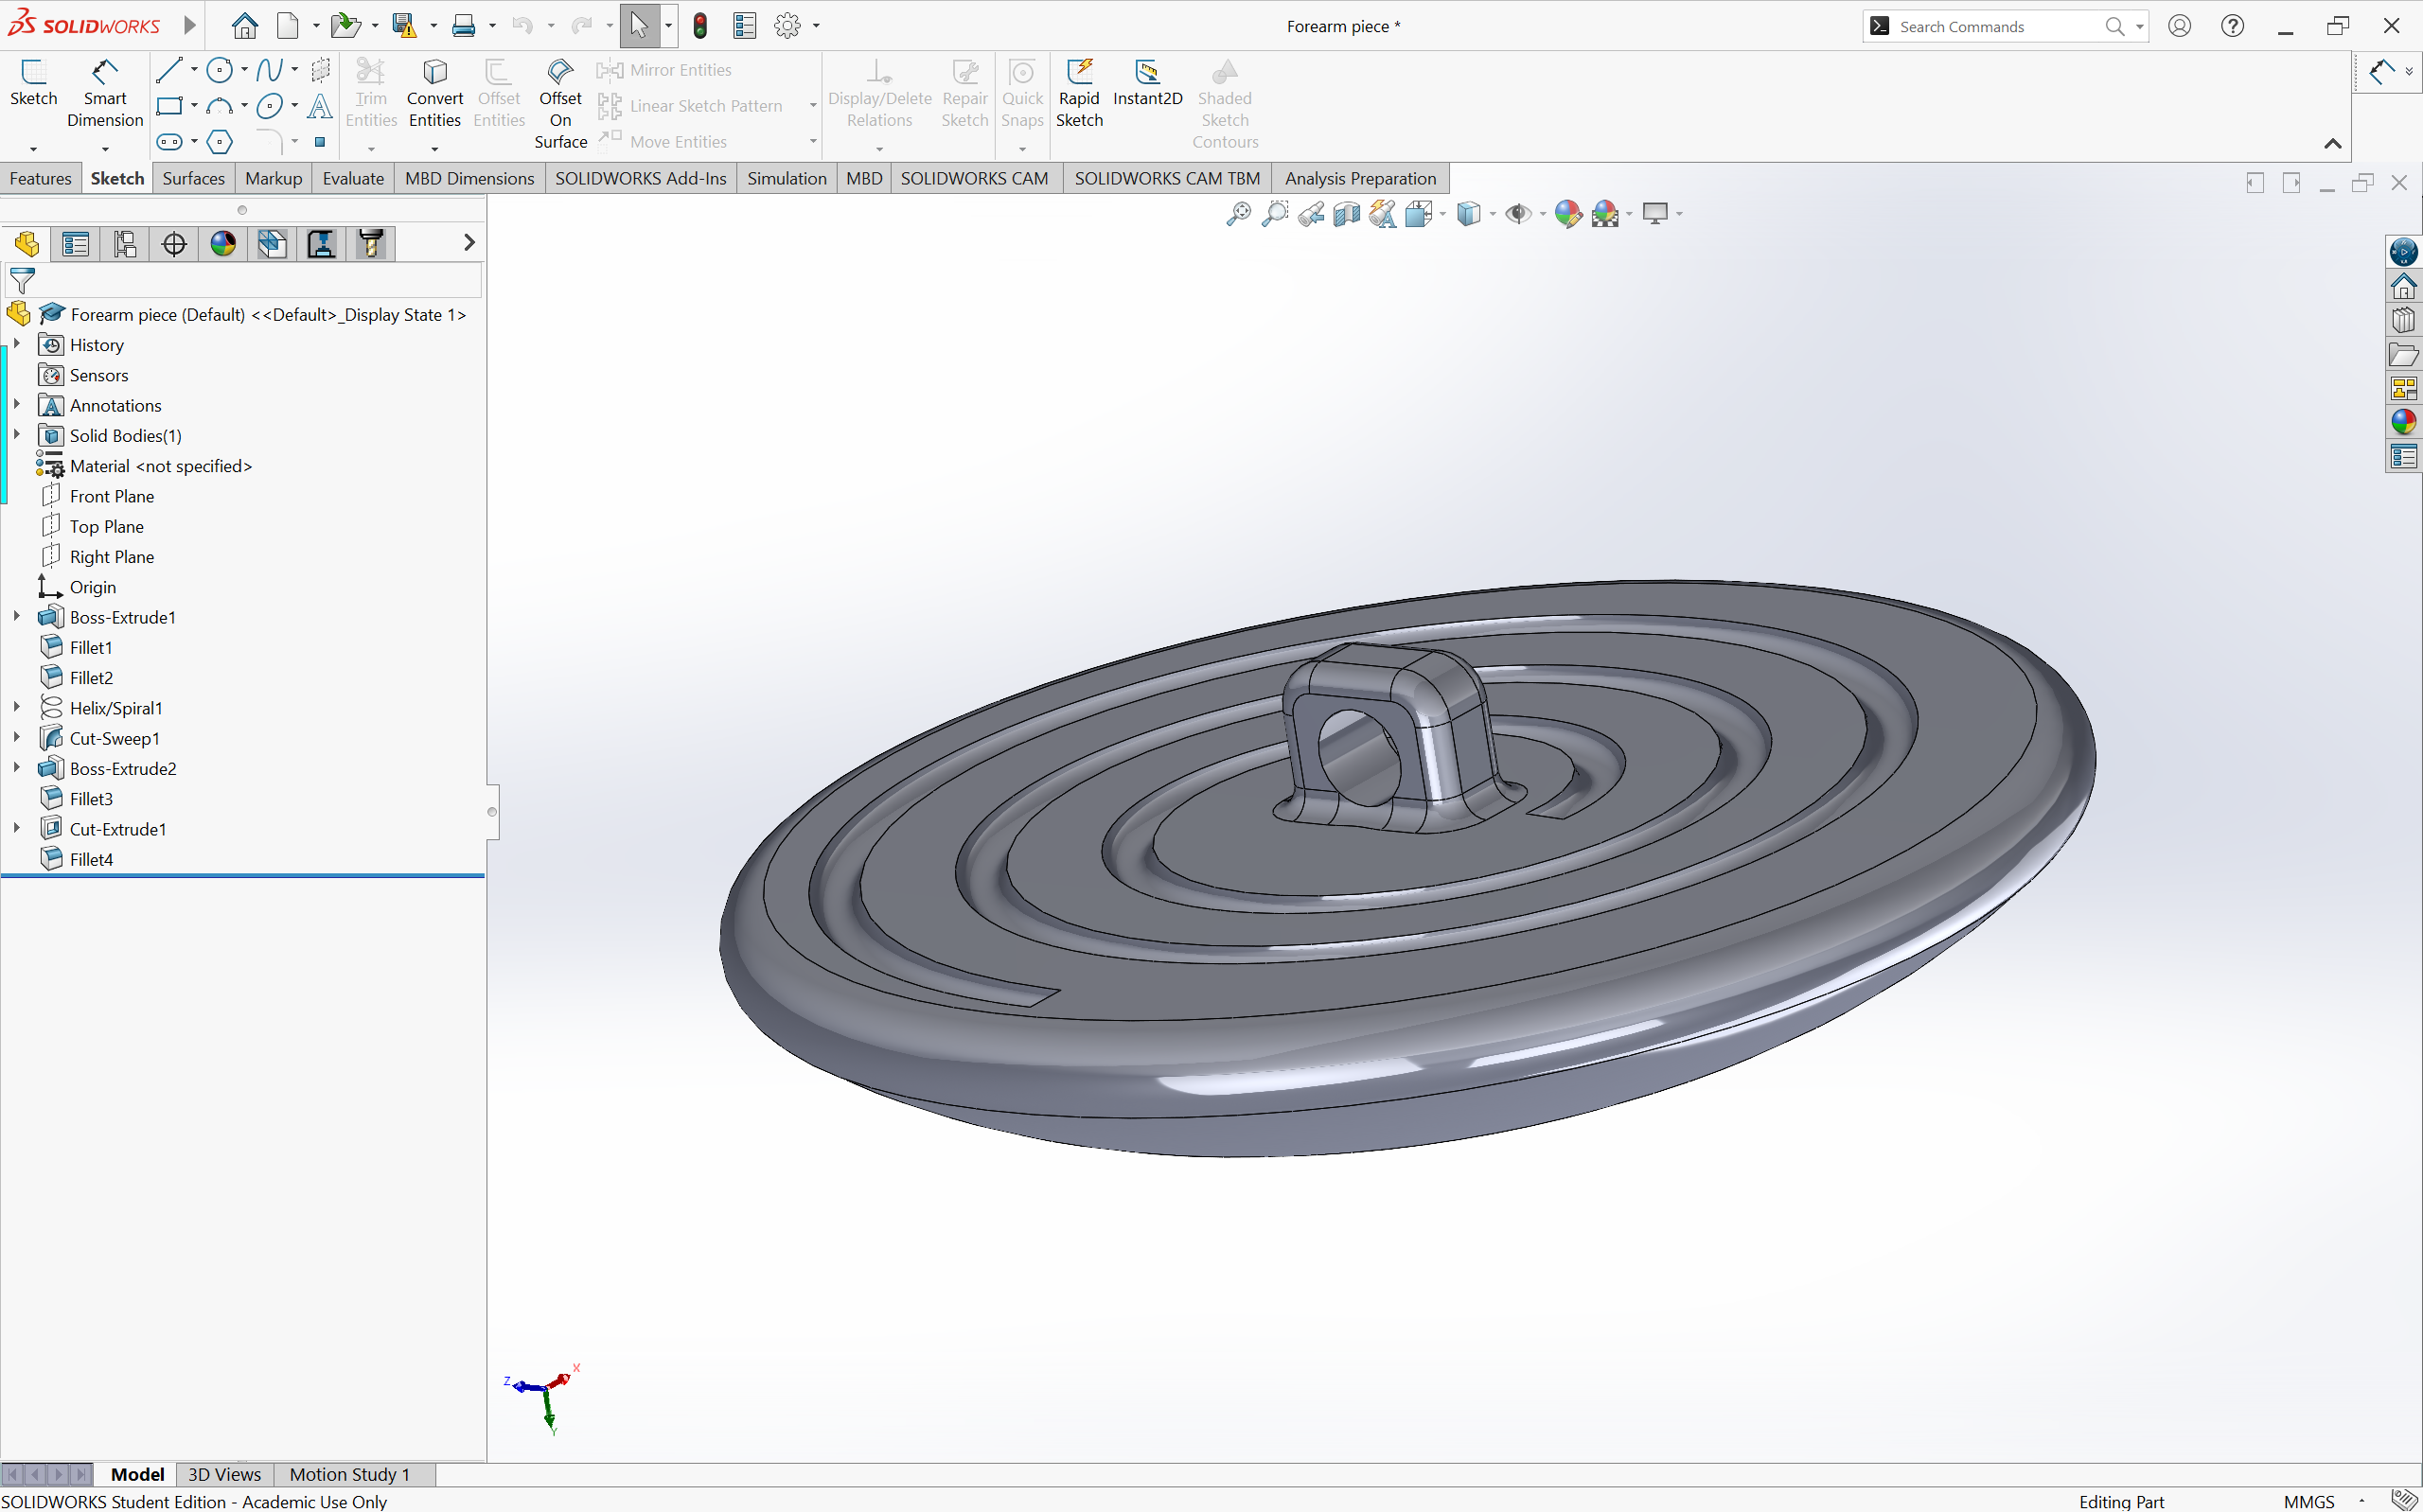 SOLIDWORKS
Forearm piece *
Search Commands
Sketch
Smart
Dimension
Trim
Entities
Convert
Entities
Offset
Entities
Offset
On
Surface
Mirror Entities
Linear Sketch Pattern
Move Entities
Display/Delete
Relations
Repair
Sketch
Quick
Snaps
Rapid
Sketch
Instant2D
Shaded
Sketch
Contours
Features
Sketch
Surfaces
Markup
Evaluate
MBD Dimensions
SOLIDWORKS Add-Ins
Simulation
MBD
SOLIDWORKS CAM
SOLIDWORKS CAM TBM
Analysis Preparation
Forearm piece (Default) <<Default>_Display State 1>
History
Sensors
Annotations
Solid Bodies(1)
Material <not specified>
Front Plane
Top Plane
Right Plane
Origin
Boss-Extrude1
Fillet1
Fillet2
Helix/Spiral1
Cut-Sweep1
Boss-Extrude2
Fillet3
Cut-Extrude1
Fillet4
Z
X
Y
Model
3D Views
Motion Study 1
SOLIDWORKS Student Edition - Academic Use Only
Editing Part
MMGS